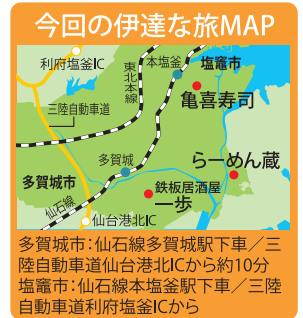 今回の伊達な旅MAP
利府塩釜IC
東北本線
本塩釜
塩竈市
亀喜寿司
三陸自動車道
多賀城
らーめん蔵
多賀城市
鉄板居酒屋
一歩
仙石線
仙台港北IC
多賀城市：仙石線多賀城駅下車／三
陸自動車道仙台港北ICから約10分
塩竈市：仙石線本塩釜駅下車／三陸
自動車道利府塩釜ICから